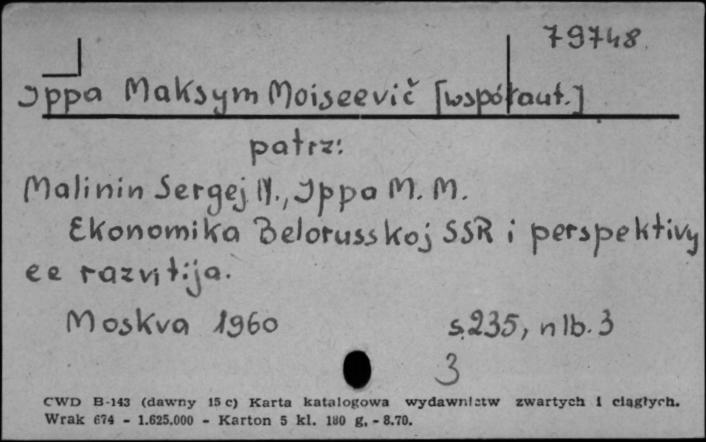 79748
Ippa Maksym Moiseevič [współaut.]
patrz:
Malinin Sergej N., Ippa M. M.
Ekonomika Belorusskoj SSR i perspektivy
ee razvitija.
Moskva 1960 s.235, nlb. 3
3
CWD B-143 (dawny 15 c) Karta katalogowa wydawnictw zwartych i ciągłych.
Wrak 674 - 1.625.000 - Karton 5 kl. 180 g. - 8.70.